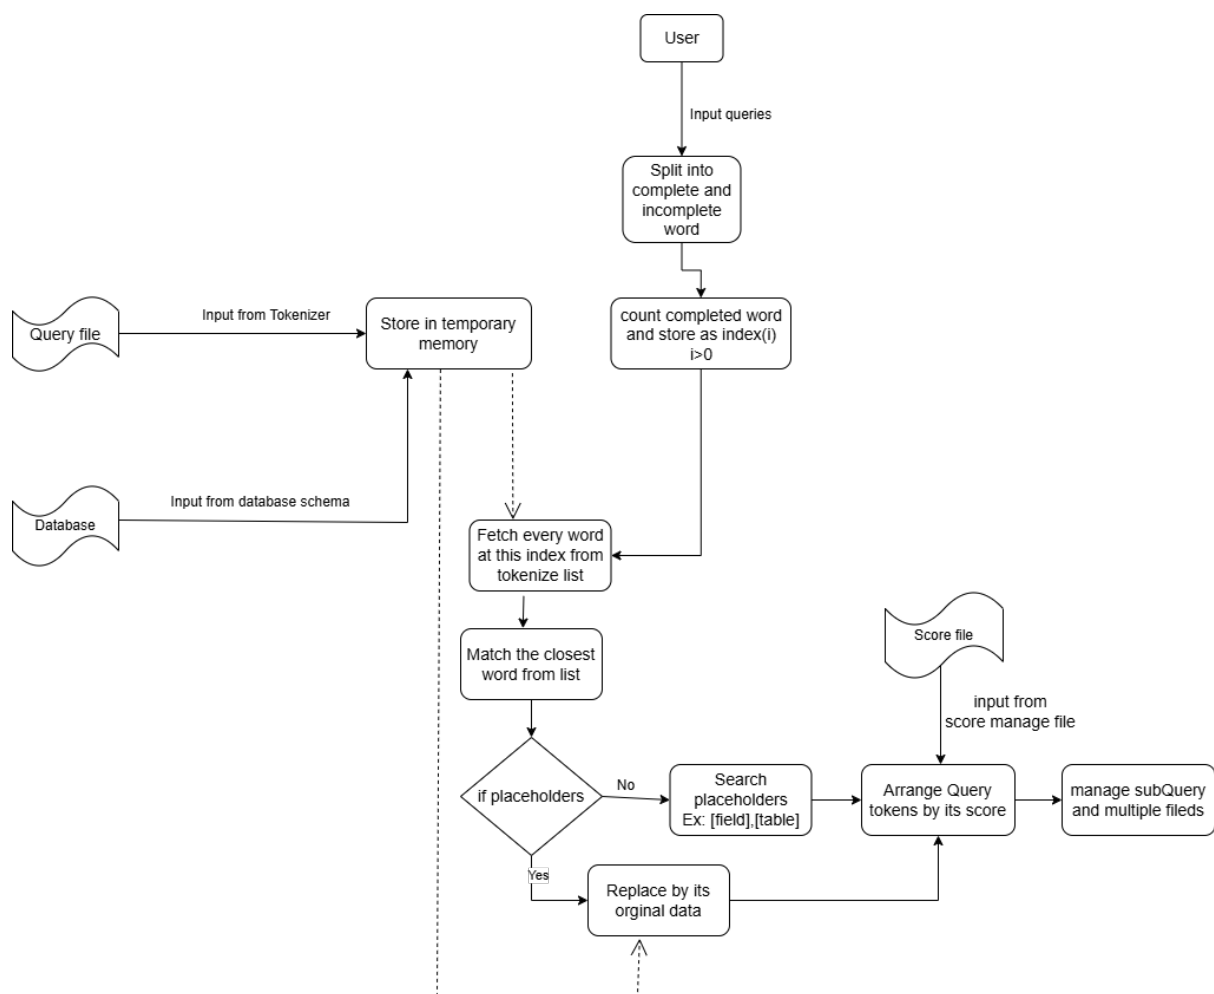 User
Input queries
Split into
complete and
incomplete
word
Query file
Input from Tokenizer
Store in temporary
memory
count completed word
and store as index(i)
i>0
Database
Input from database schema
Fetch every word
at this index from
tokenize list
Match the closest
word from list
Score file
input from
score manage file
if placeholders
No
Search
placeholders
Ex: [field],[table]
Arrange Query
tokens by its score
manage subQuery
and multiple fileds
Yes
Replace by its
orginal data